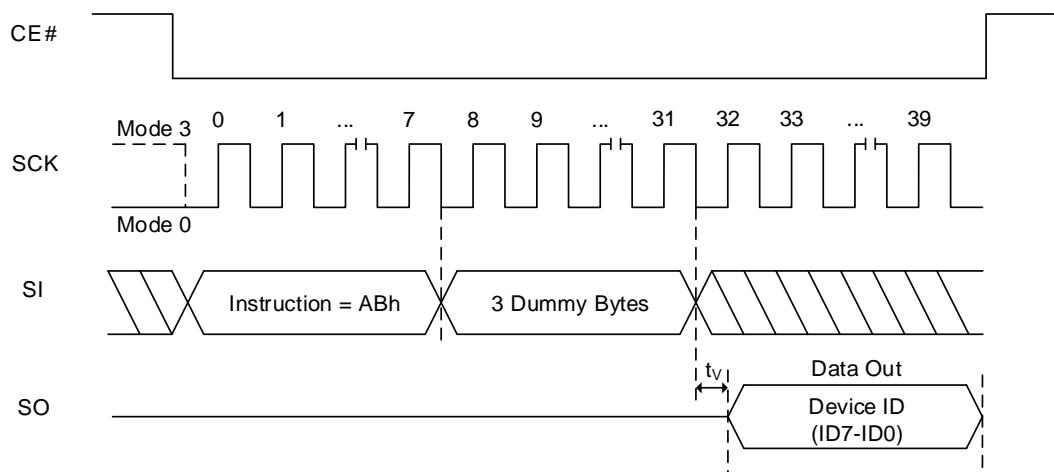 CE#
Mode 3
0 1 ... 7 8 9 ... 31 32 33 ... 39
SCK
Mode 0
SI
Instruction = ABh
3 Dummy Bytes
tV
Data Out
SO
Device ID
(ID7-ID0)